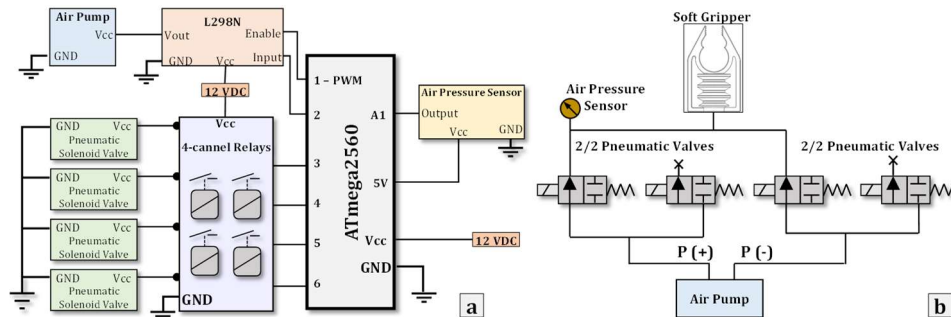 Air Pump
Vcc
GND
L298N
Vout
Enable
GND
Input
Vcc
12 VDC
GND
Vcc
Pneumatic
Solenoid Valve
GND
Vcc
Pneumatic
Solenoid Valve
GND
Vcc
Pneumatic
Solenoid Valve
GND
Vcc
Pneumatic
Solenoid Valve
Vcc
4-cannel Relays
GND
ATmega2560
1 – PWM
2
3
4
5
6
A1
5V
Vcc
GND
Air Pressure Sensor
Output
Vcc
GND
12 VDC
a
Soft Gripper
Air Pressure
Sensor
2/2 Pneumatic Valves
2/2 Pneumatic Valves
P (+)
P (-)
Air Pump
b